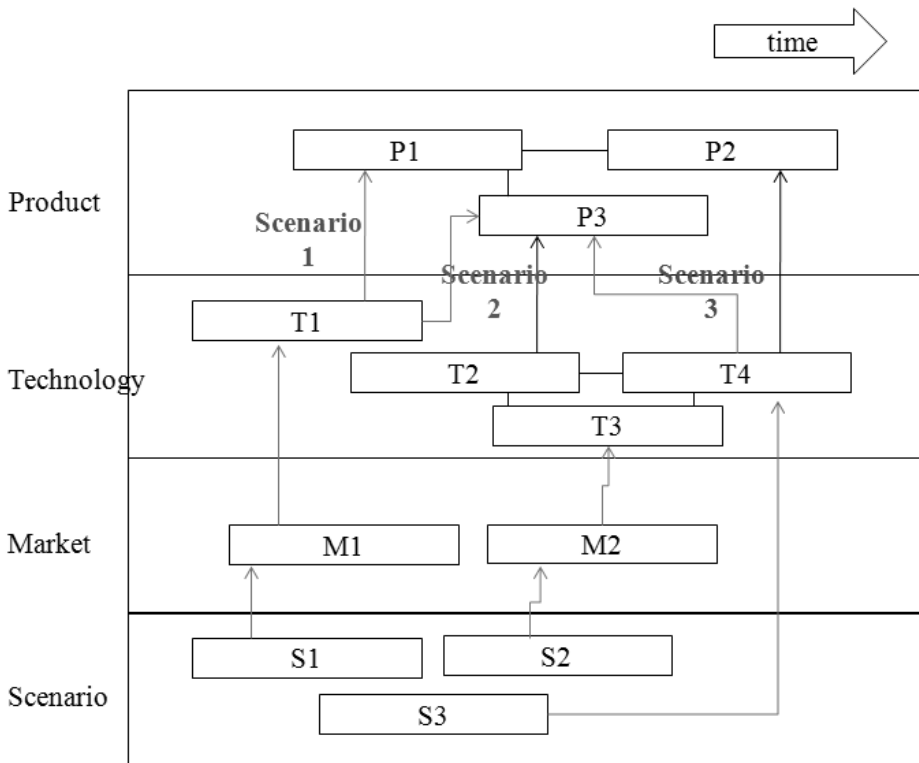 time
P1
P2
Product
P3
Scenario
1
Scenario
2
Scenario
3
T1
Technology
T2
T4
T3
Market
M1
M2
S1
S2
Scenario
S3